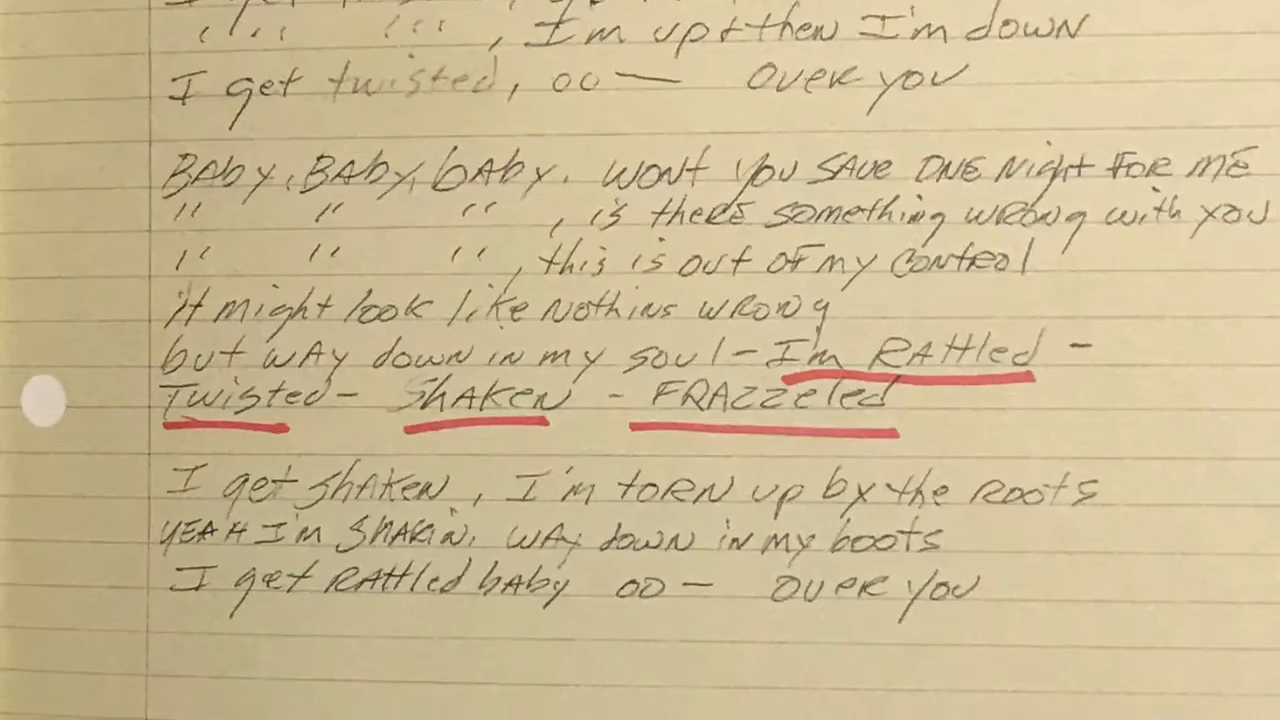 I get
" " " " " , I'm up + then I'm down
I get twisted, oo — OVER YOU
BAby, BAby, bAby. WONT YOU SAVE ONE Night FOR ME
" " " , is there something WRONg with YOU
" " " , this is out OF my CONtROl
it might look like NOthins WRONg
but WAY down in my soul - I'm RAttled -
Twisted - SHAKEN - FRAZZeled
I get SHAKEN, I'm TORN up by the ROOTS
YEAH I'm SHAKIN, WAY down in my boots
I get RAttled bAby oo — OVER YOU